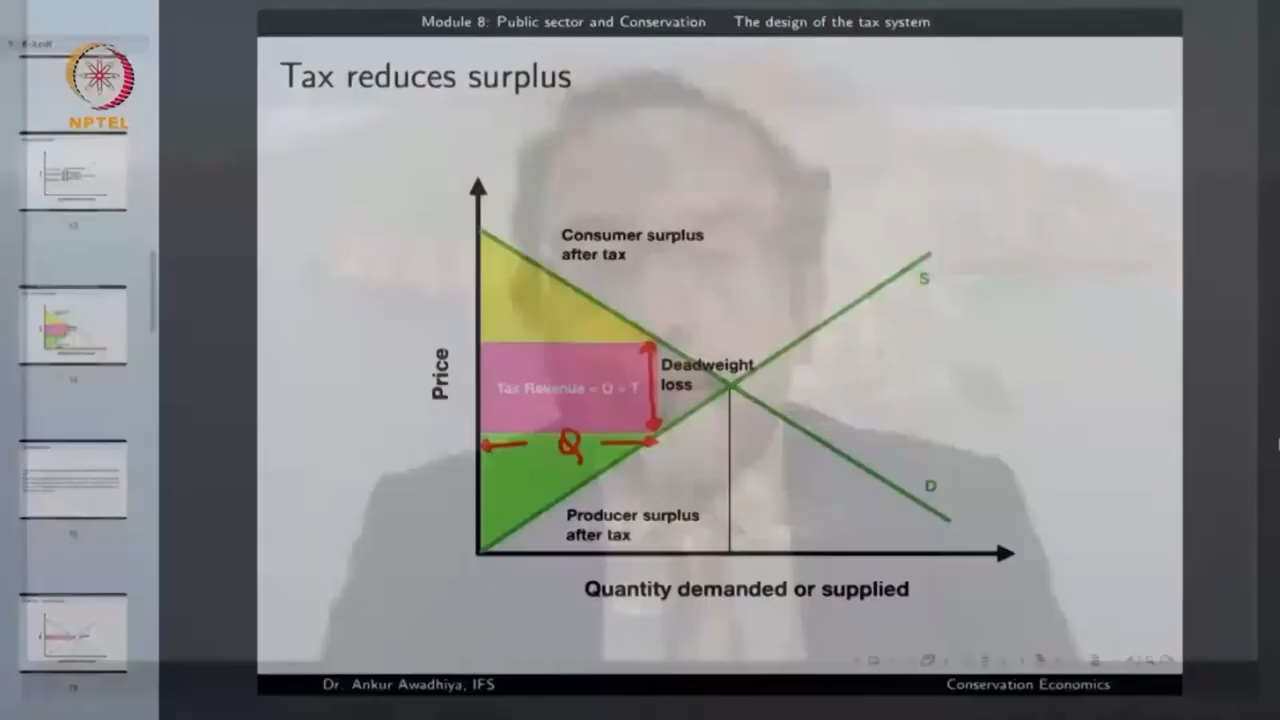 Module 8: Public sector and Conservation The design of the tax system
NPTEL
Tax reduces surplus
Consumer surplus
after tax
S
Price
Deadweight
loss
Tax Revenue = Q × T
Q
D
Producer surplus
after tax
Quantity demanded or supplied
Dr. Ankur Awadhiya, IFS
Conservation Economics